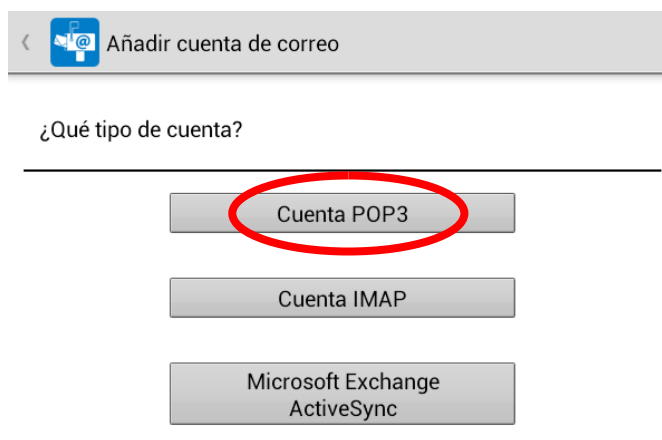 Añadir cuenta de correo
¿Qué tipo de cuenta?
Cuenta POP3
Cuenta IMAP
Microsoft Exchange
ActiveSync